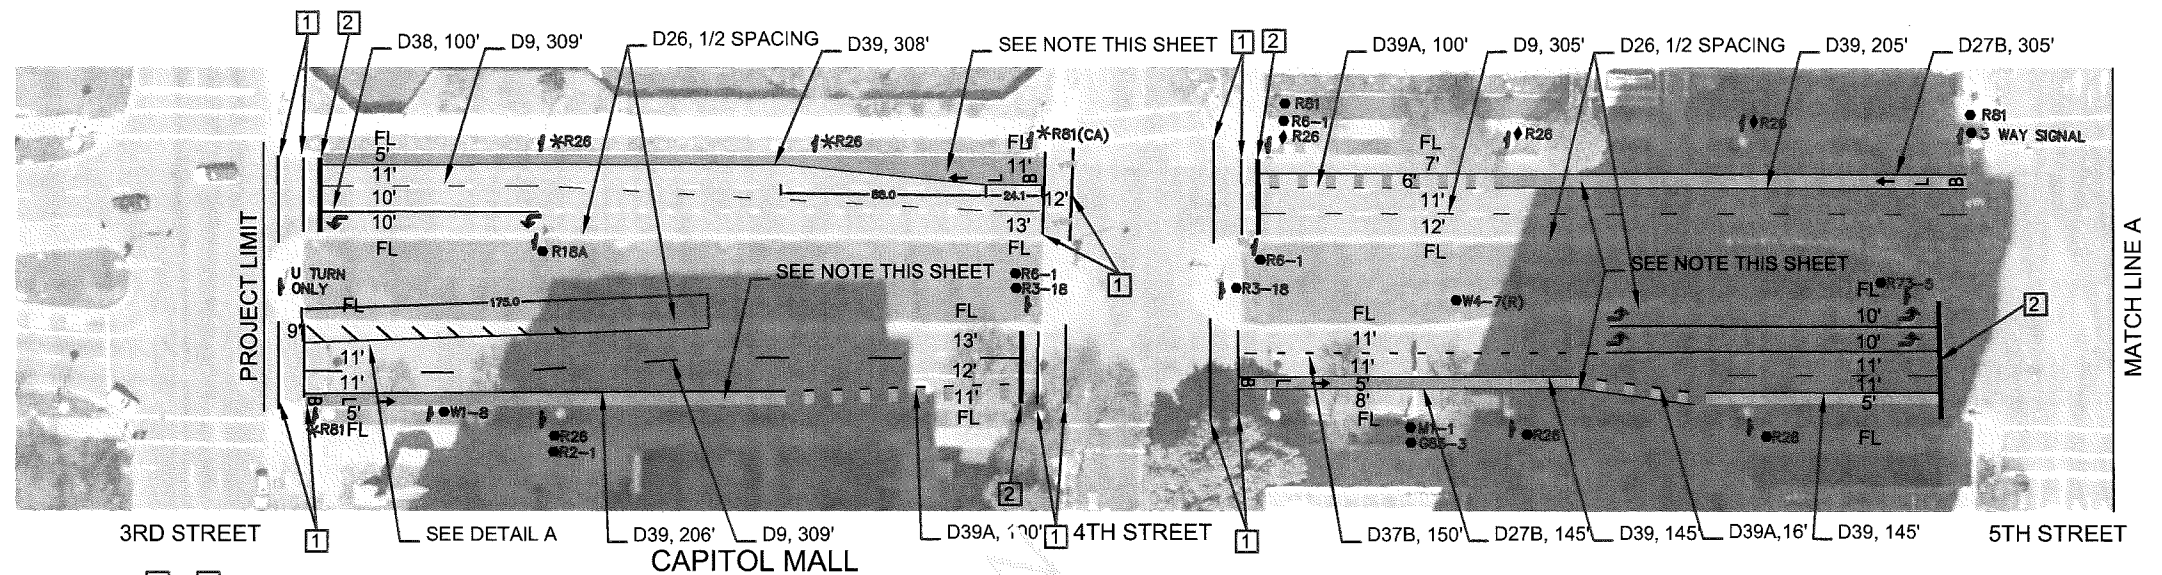 1 2
D38, 100'
D9, 309'
D26, 1/2 SPACING
D39, 308'
SEE NOTE THIS SHEET
1 2
D39A, 100'
D9, 305'
D26, 1/2 SPACING
D39, 205'
D27B, 305'
FL
5'
11'
10'
10'
FL
*R26
*R26
FL
*R81(CA)
11'
B
L
88.0
24.1
12'
13'
FL
R18A
R81
R6-1
R26
R26
R26
R81
3 WAY SIGNAL
FL
7'
6'
11'
12'
FL
L
B
R6-1
PROJECT LIMIT
U TURN
ONLY
SEE NOTE THIS SHEET
R6-1
R3-18
1
R3-18
W4-7(R)
SEE NOTE THIS SHEET
FL
2
MATCH LINE A
FL
175.0
9'
11'
11'
B
L
5'
*R81
FL
W1-8
R26
R2-1
FL
13'
12'
11'
FL
2
FL
11'
11'
5'
8'
FL
B
L
M1-1
R26
10'
10'
11'
11'
5'
FL
3RD STREET
1
SEE DETAIL A
D39, 206'
D9, 309'
D39A,
1
4TH STREET
1
D37B, 150'
D27B, 145'
D39, 145'
D39A,16'
D39, 145'
5TH STREET
CAPITOL MALL